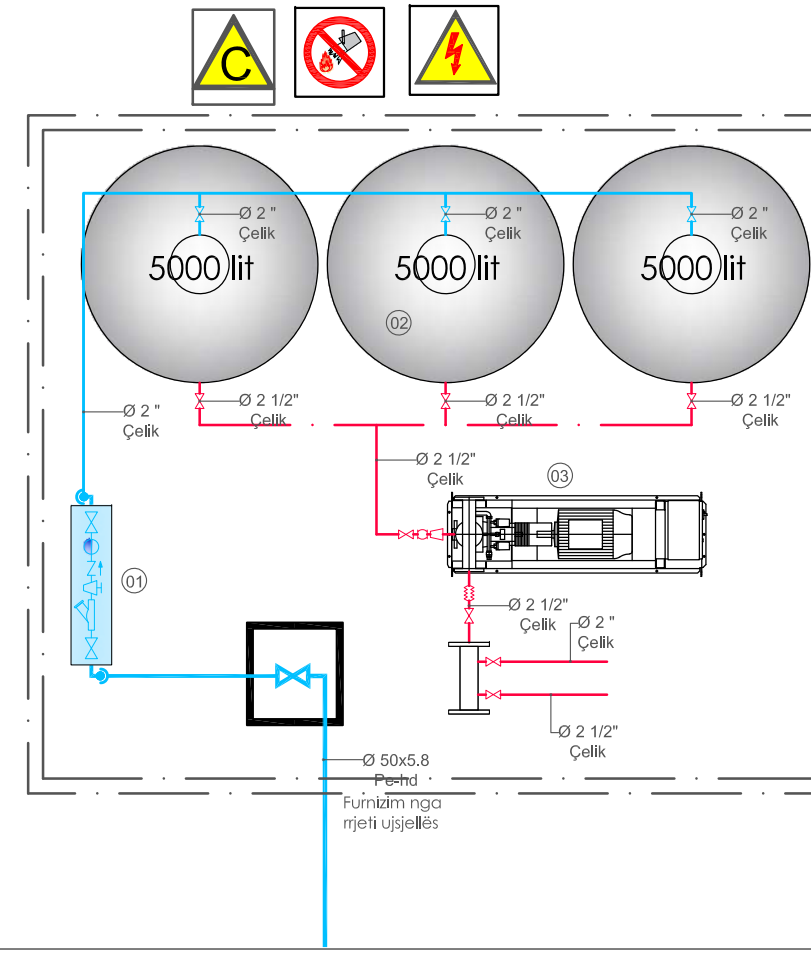 C
Ø 2 "
Çelik
Ø 2 "
Çelik
Ø 2 "
Çelik
5000 lit
5000 lit
5000 lit
02
Ø 2 "
Çelik
Ø 2 1/2"
Çelik
Ø 2 1/2"
Çelik
Ø 2 1/2"
Çelik
Ø 2 1/2"
Çelik
03
01
Ø 2 1/2"
Çelik
Ø 2 "
Çelik
Ø 2 1/2"
Çelik
Ø 50x5.8
Pe-hd
Furnizim nga
rrjeti ujsjellës